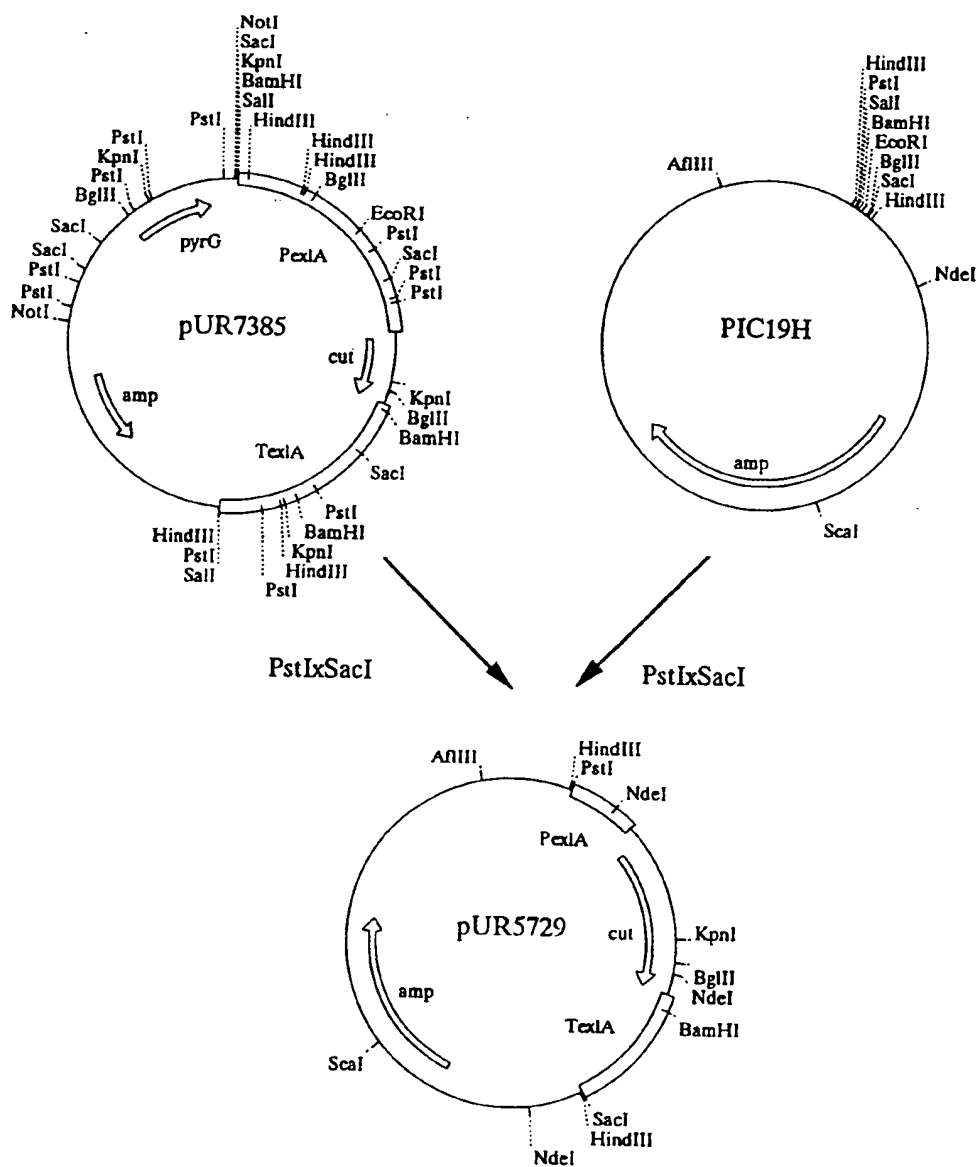 NotI
SacI
KpnI
BamHI
SalI
PstI
HindIII
HindIII
HindIII
BglII
EcoRI
PstI
SacI
PstI
PstI
PstI
KpnI
PstI
BglII
SacI
SacI
PstI
PstI
NotI
pyrG
PexlA
pUR7385
cut
amp
TexlA
KpnI
BglII
BamHI
SacI
PstI
BamHI
KpnI
HindIII
PstI
HindIII
PstI
SalI
HindIII
PstI
SalI
BamHI
EcoRI
BglII
SacI
HindIII
AflIII
NdeI
PIC19H
amp
ScaI
PstIxSacI
PstIxSacI
AflIII
HindIII
PstI
NdeI
PexlA
pUR5729
cut
KpnI
BglII
NdeI
amp
TexlA
BamHI
ScaI
SacI
HindIII
NdeI